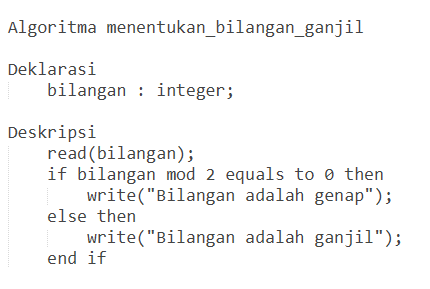 Algoritma menentukan_bilangan_ganjil
Deklarasi
bilangan : integer;
Deskripsi
read(bilangan);
if bilangan mod 2 equals to 0 then
write("Bilangan adalah genap");
else then
write("Bilangan adalah ganjil");
end if